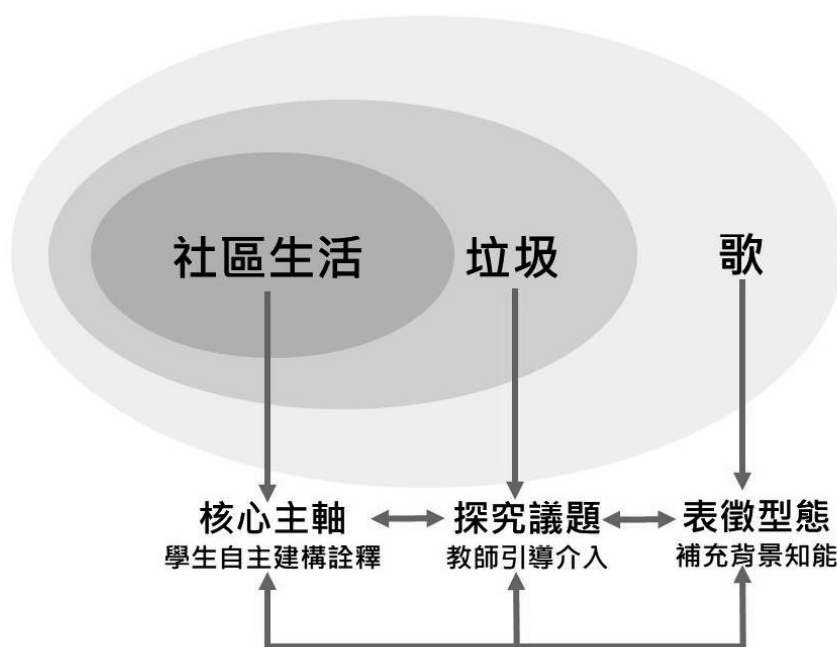 社區生活 垃圾 歌
核心主軸 探究議題 表徵型態
學生自主建構詮釋 教師引導介入 補充背景知能